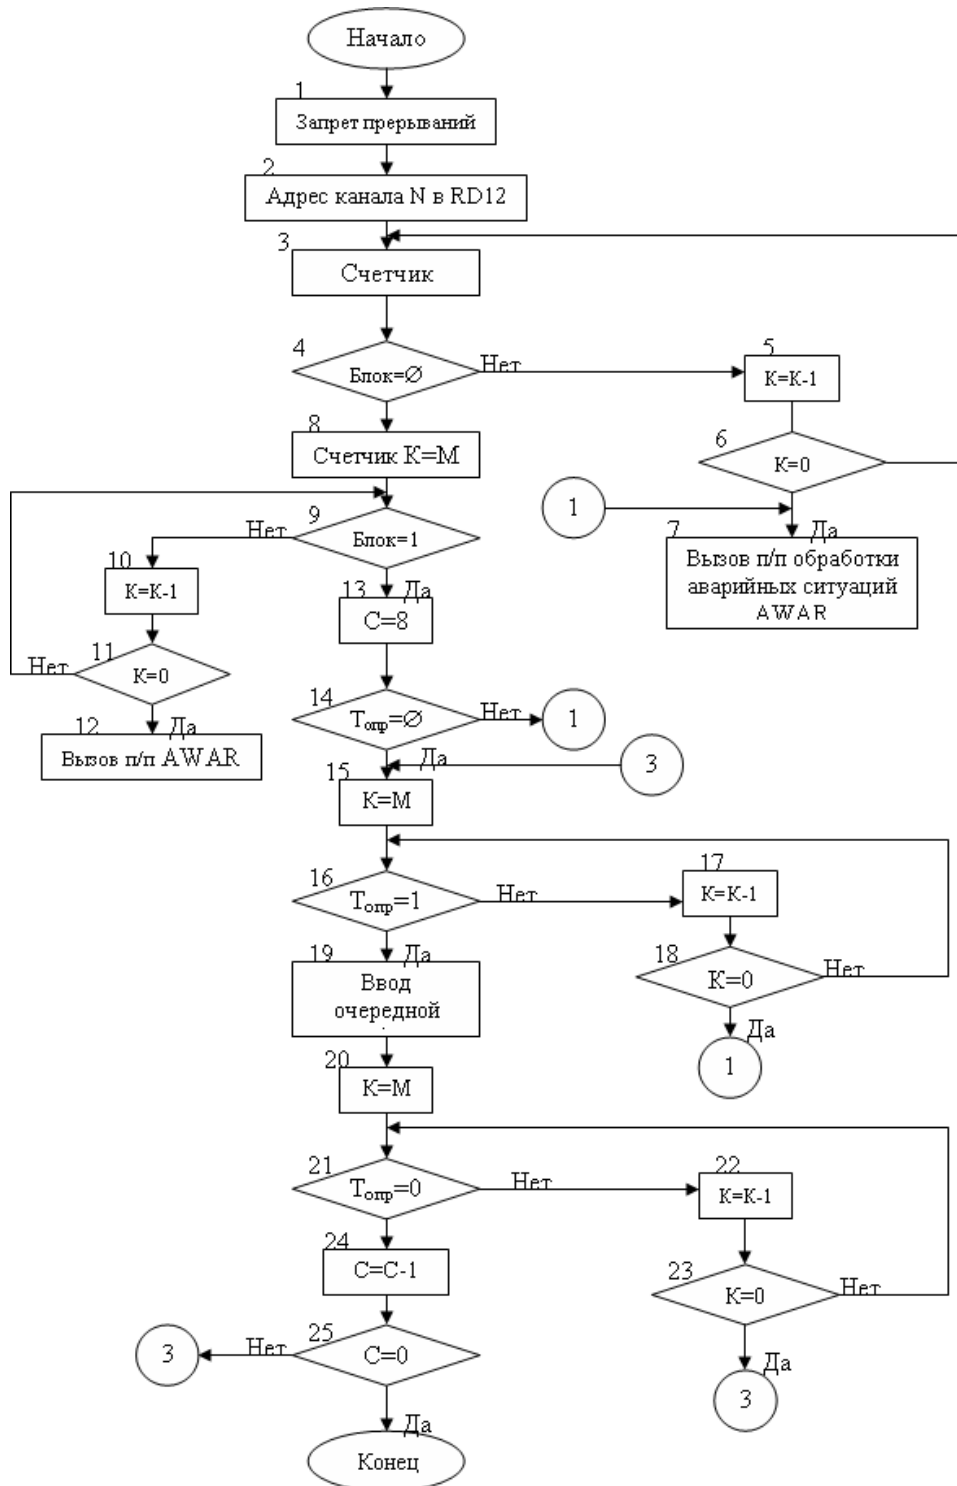 Начало
1
Запрет прерываний
2
Адрес канала N в RD12
3
Счетчик
4
Блок=∅
Нет
5
К=К-1
6
К=0
8
Счетчик К=М
1
9
Блок=1
Нет
Да
7
Вызов п/п обработки
аварийных ситуаций
AWAR
10
К=К-1
13
Да
С=8
11
К=0
Нет
12
Да
Вызов п/п AWAR
14
Tопр=∅
Нет
1
Да
3
15
К=М
16
Tопр=1
Нет
17
К=К-1
18
К=0
Нет
Да
1
19
Да
Ввод
очередной
20
К=М
21
Tопр=0
Нет
22
К=К-1
23
К=0
Нет
Да
3
24
С=С-1
25
С=0
Нет
3
Да
Конец